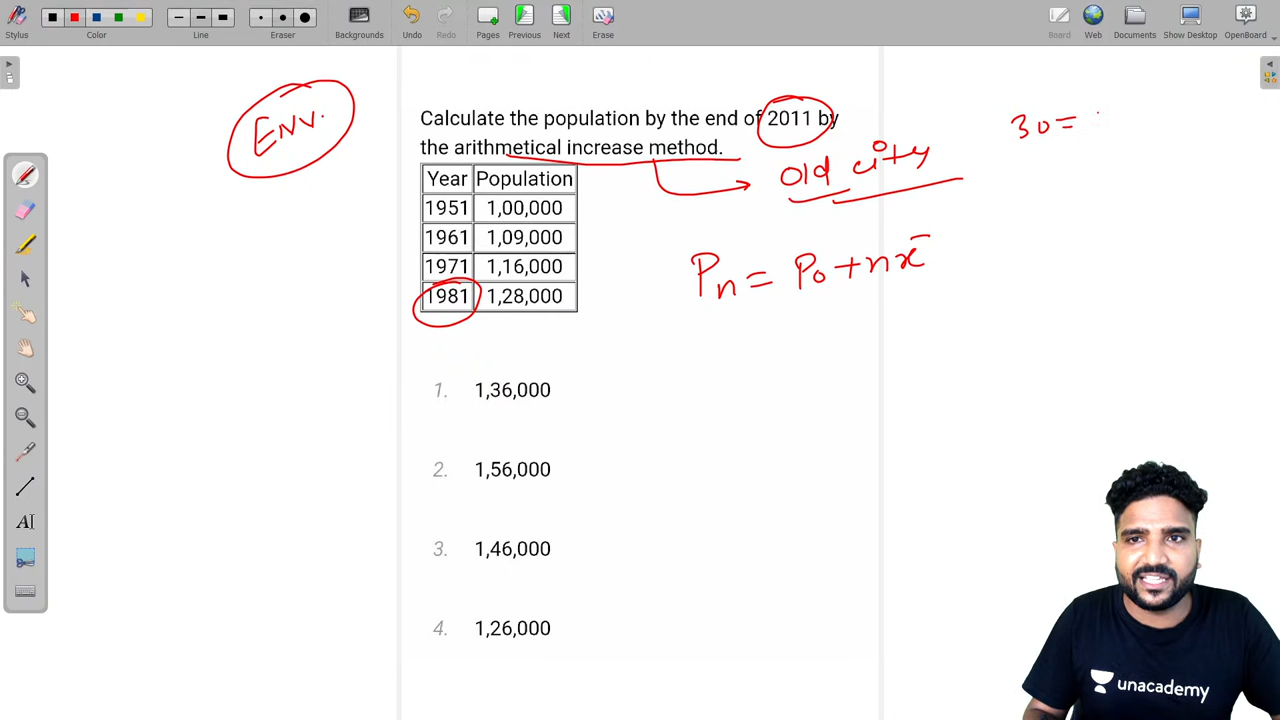 Stylus
Color
Line
Eraser
Backgrounds
Undo
Redo
Pages
Previous
Next
Erase
Board
Web
Documents
Show Desktop
OpenBoard
ENV.
Calculate the population by the end of 2011 by
the arithmetical increase method.
Year Population
1951 1,00,000
1961 1,09,000
1971 1,16,000
1981 1,28,000
old city
30=
Pn = P0 + nx̄
1. 1,36,000
2. 1,56,000
3. 1,46,000
4. 1,26,000
AI
unacademy